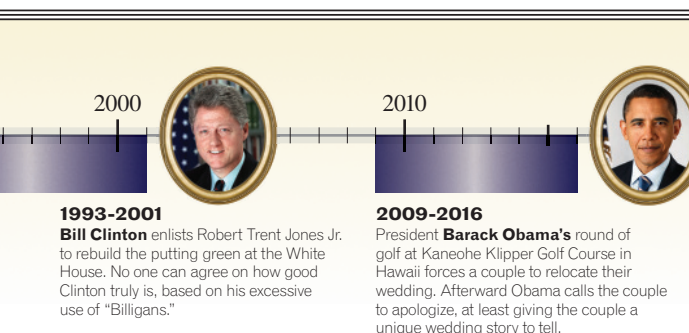 2000
2010
1993-2001
Bill Clinton enlists Robert Trent Jones Jr.
to rebuild the putting green at the White
House. No one can agree on how good
Clinton truly is, based on his excessive
use of “Billigans.”
2009-2016
President Barack Obama’s round of
golf at Kaneohe Klipper Golf Course in
Hawaii forces a couple to relocate their
wedding. Afterward Obama calls the couple
to apologize, at least giving the couple a
unique wedding story to tell.